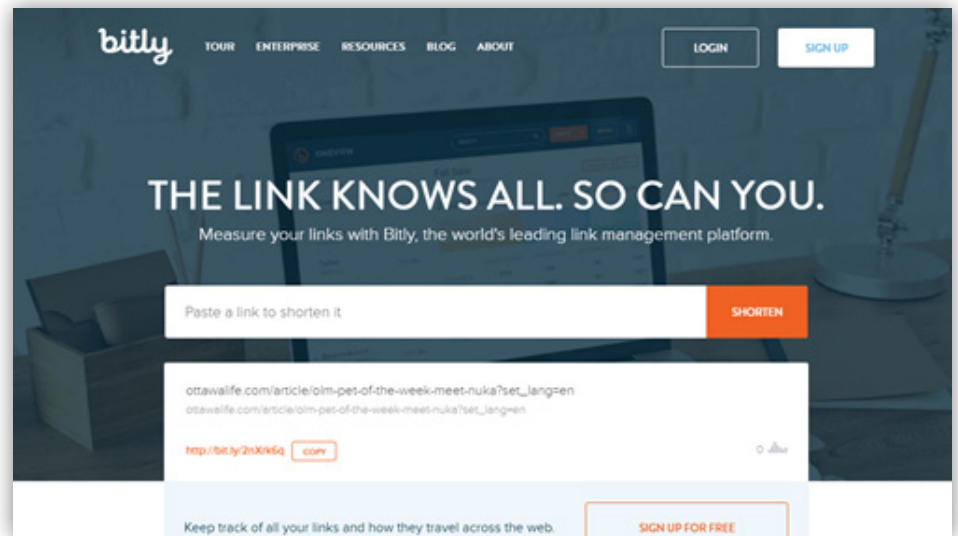 bitly
TOUR ENTERPRISE RESOURCES BLOG ABOUT LOGIN SIGN UP
THE LINK KNOWS ALL. SO CAN YOU.
Measure your links with Bitly, the world's leading link management platform.
Paste a link to shorten it SHORTEN
ottawalife.com/article/olm-pet-of-the-week-meet-nuka?set_lang=en
ottawalife.com/article/olm-pet-of-the-week-meet-nuka?set_lang=en
http://bit.ly/2nXrk6q COPY 0
Keep track of all your links and how they travel across the web. SIGN UP FOR FREE